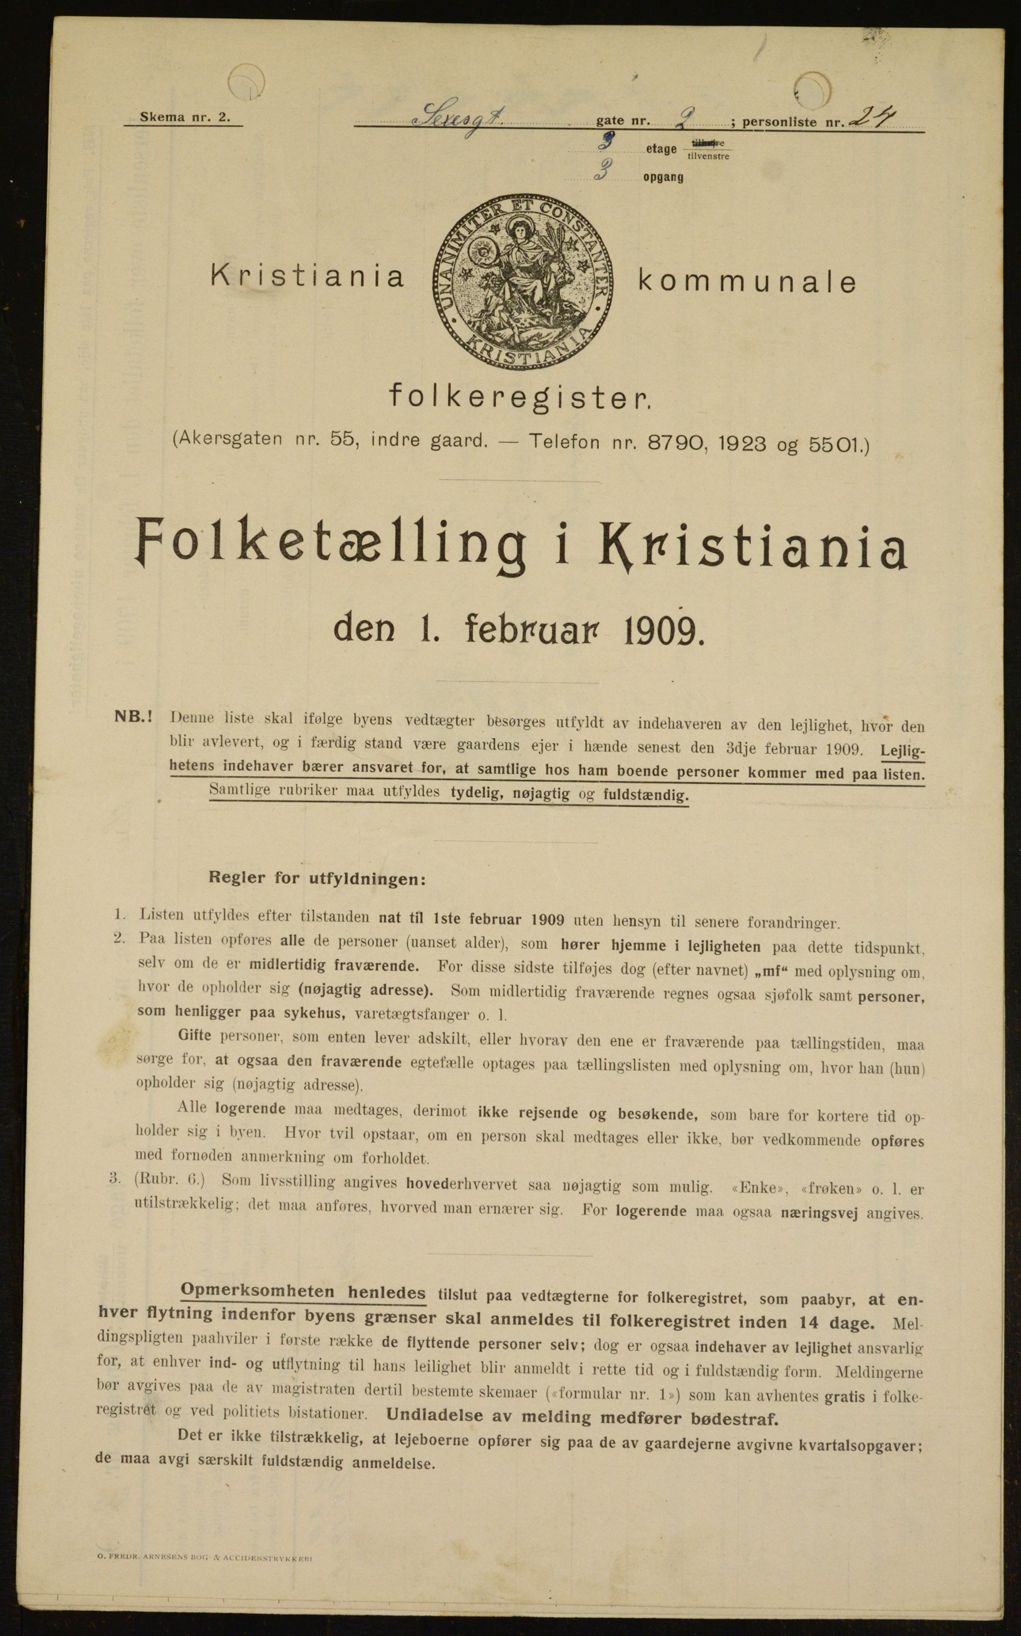 Skema nr. 2.
Sexesgt. gate nr. 2 ; personliste nr. 24
3 etage tilvenstre
3 opgang
UNANIMITER ET CONSTANTER · KRISTIANIA ·
Kristiania kommunale
folkeregister.
(Akersgaten nr. 55, indre gaard. — Telefon nr. 8790, 1923 og 5501.)
Folketælling i Kristiania
den 1. februar 1909.
NB.! Denne liste skal ifølge byens vedtægter besørges utfyldt av indehaveren av den lejlighet, hvor den
blir avlevert, og i færdig stand være gaardens ejer i hænde senest den 3dje februar 1909. Lejlig-
hetens indehaver bærer ansvaret for, at samtlige hos ham boende personer kommer med paa listen.
Samtlige rubriker maa utfyldes tydelig, nøjagtig og fuldstændig.
Regler for utfyldningen:
1. Listen utfyldes efter tilstanden nat til 1ste februar 1909 uten hensyn til senere forandringer.
2. Paa listen opføres alle de personer (uanset alder), som hører hjemme i lejligheten paa dette tidspunkt,
selv om de er midlertidig fraværende. For disse sidste tilføjes dog (efter navnet) „mf“ med oplysning om,
hvor de opholder sig (nøjagtig adresse). Som midlertidig fraværende regnes ogsaa sjøfolk samt personer,
som henligger paa sykehus, varetægtsfanger o. l.
Gifte personer, som enten lever adskilt, eller hvorav den ene er fraværende paa tællingstiden, maa
sørge for, at ogsaa den fraværende egtefælle optages paa tællingslisten med oplysning om, hvor han (hun)
opholder sig (nøjagtig adresse).
Alle logerende maa medtages, derimot ikke rejsende og besøkende, som bare for kortere tid op-
holder sig i byen. Hvor tvil opstaar, om en person skal medtages eller ikke, bør vedkommende opføres
med fornøden anmerkning om forholdet.
3. (Rubr. 6.) Som livsstilling angives hovederhvervet saa nøjagtig som mulig. «Enke», «frøken» o. l. er
utilstrækkelig; det maa anføres, hvorved man ernærer sig. For logerende maa ogsaa næringsvej angives.
Opmerksomheten henledes tilslut paa vedtægterne for folkeregistret, som paabyr, at en-
hver flytning indenfor byens grænser skal anmeldes til folkeregistret inden 14 dage. Mel-
dingspligten paahviler i første række de flyttende personer selv; dog er ogsaa indehaver av lejlighet ansvarlig
for, at enhver ind- og utflytning til hans leilighet blir anmeldt i rette tid og i fuldstændig form. Meldingerne
bør avgives paa de av magistraten dertil bestemte skemaer («formular nr. 1») som kan avhentes gratis i folke-
registret og ved politiets bistationer. Undladelse av melding medfører bødestraf.
Det er ikke tilstrækkelig, at lejeboerne opfører sig paa de av gaardejerne avgivne kvartalsopgaver;
de maa avgi særskilt fuldstændig anmeldelse.
O. FREDR. ARNESENS BOG- & ACCIDENSTRYKKERI